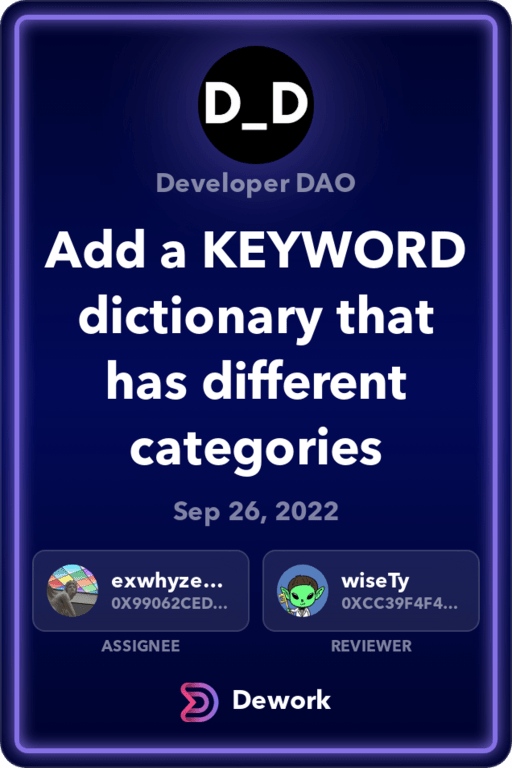 D_D
Developer DAO
Add a KEYWORD
dictionary that
has different
categories
Sep 26, 2022
exwhyze...
0X99062CED...
ASSIGNEE
wiseTy
0XCC39F4F4...
REVIEWER
Dework